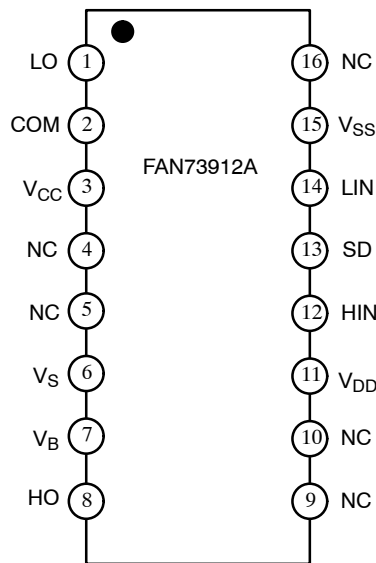 LO 1 16 NC
COM 2 15 VSS
FAN73912A
VCC 3 14 LIN
NC 4 13 SD
NC 5 12 HIN
VS 6 11 VDD
VB 7 10 NC
HO 8 9 NC